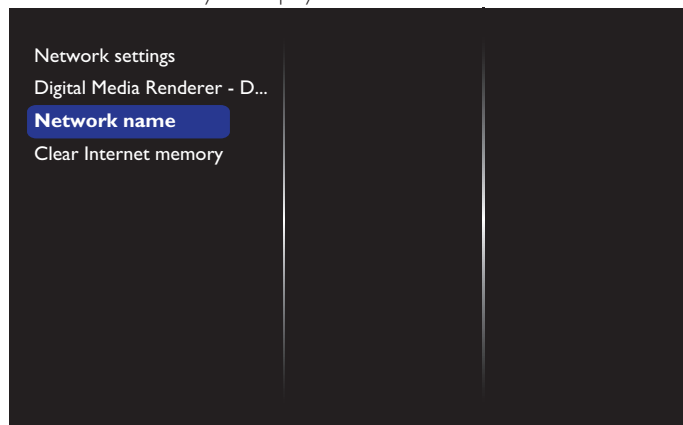 Network settings
Digital Media Renderer - D...
Network name
Clear Internet memory